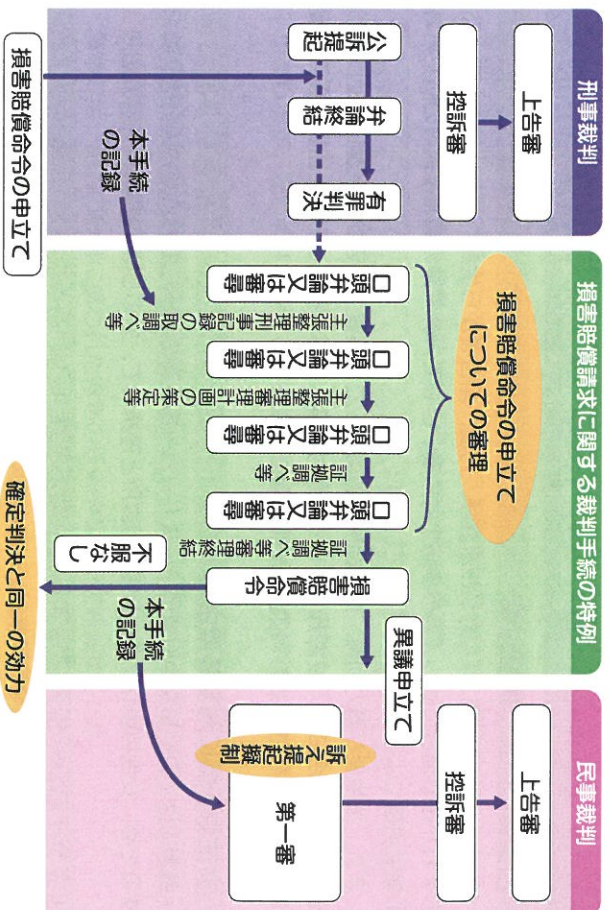 刑事裁判
上告審
控訴審
公訴提起
弁論終結
有罪判決
損害賠償命令の申立て
本手続
の記録
損害賠償請求に関する裁判手続の特例
損害賠償命令の申立て
についての審理
口頭弁論又は審尋
主張整理刑事記録の取調べ等
口頭弁論又は審尋
主張整理審理計画の策定等
口頭弁論又は審尋
証拠調べ等
口頭弁論又は審尋
証拠調べ等審理終結
損害賠償命令
異議申立て
不服なし
確定判決と同一の効力
本手続
の記録
民事裁判
上告審
控訴審
訴え提起擬制
第一審